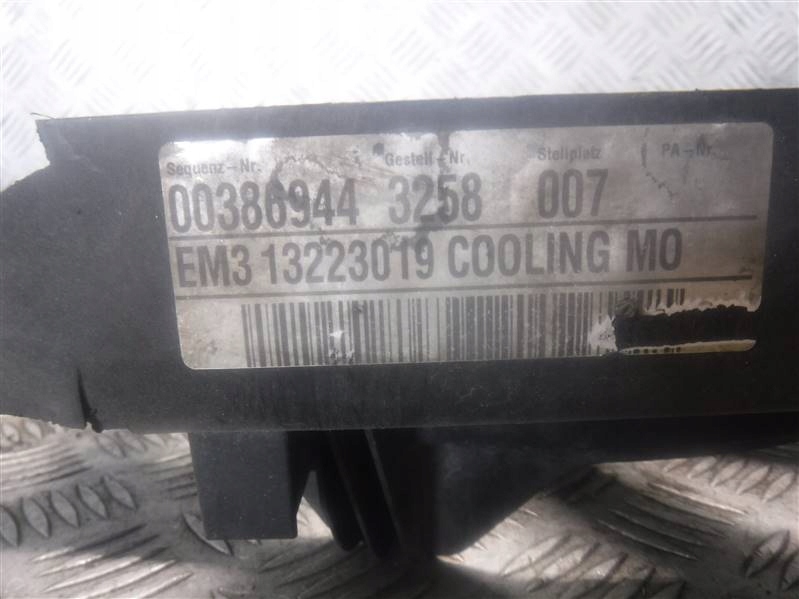 Sequenz-Nr. Gestell-Nr. Stellplatz PA-Nr.
00386944 3258 007
EM3 13223019 COOLING MO